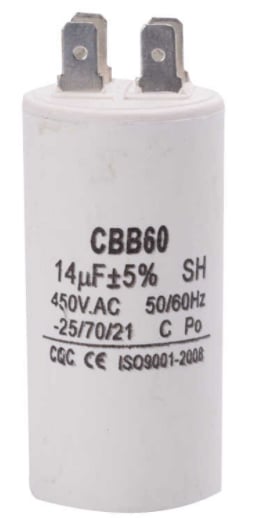 CBB60
14μF±5% SH
450V.AC 50/60Hz
-25/70/21 C Po
CQC CE ISO9001-2008